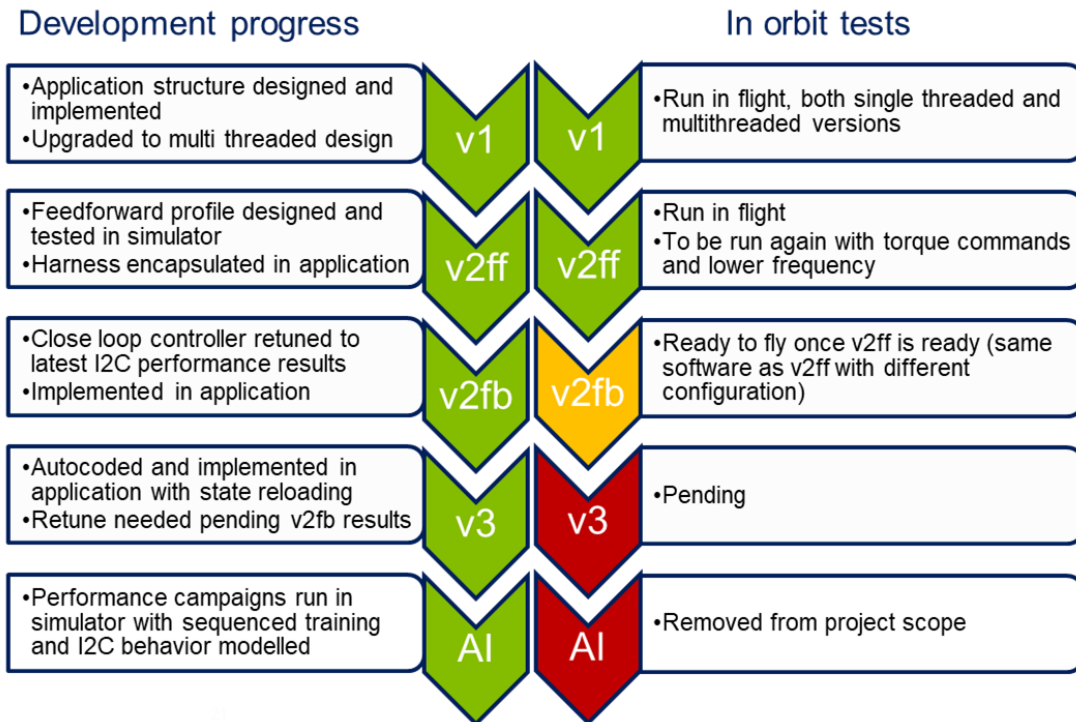 Development progress
In orbit tests
•Application structure designed and
implemented
•Upgraded to multi threaded design
v1
v1
•Run in flight, both single threaded and
multithreaded versions
•Feedforward profile designed and
tested in simulator
•Harness encapsulated in application
v2ff
v2ff
•Run in flight
•To be run again with torque commands
and lower frequency
•Close loop controller retuned to
latest I2C performance results
•Implemented in application
v2fb
v2fb
•Ready to fly once v2ff is ready (same
software as v2ff with different
configuration)
•Autocoded and implemented in
application with state reloading
•Retune needed pending v2fb results
v3
v3
•Pending
•Performance campaigns run in
simulator with sequenced training
and I2C behavior modelled
AI
AI
•Removed from project scope